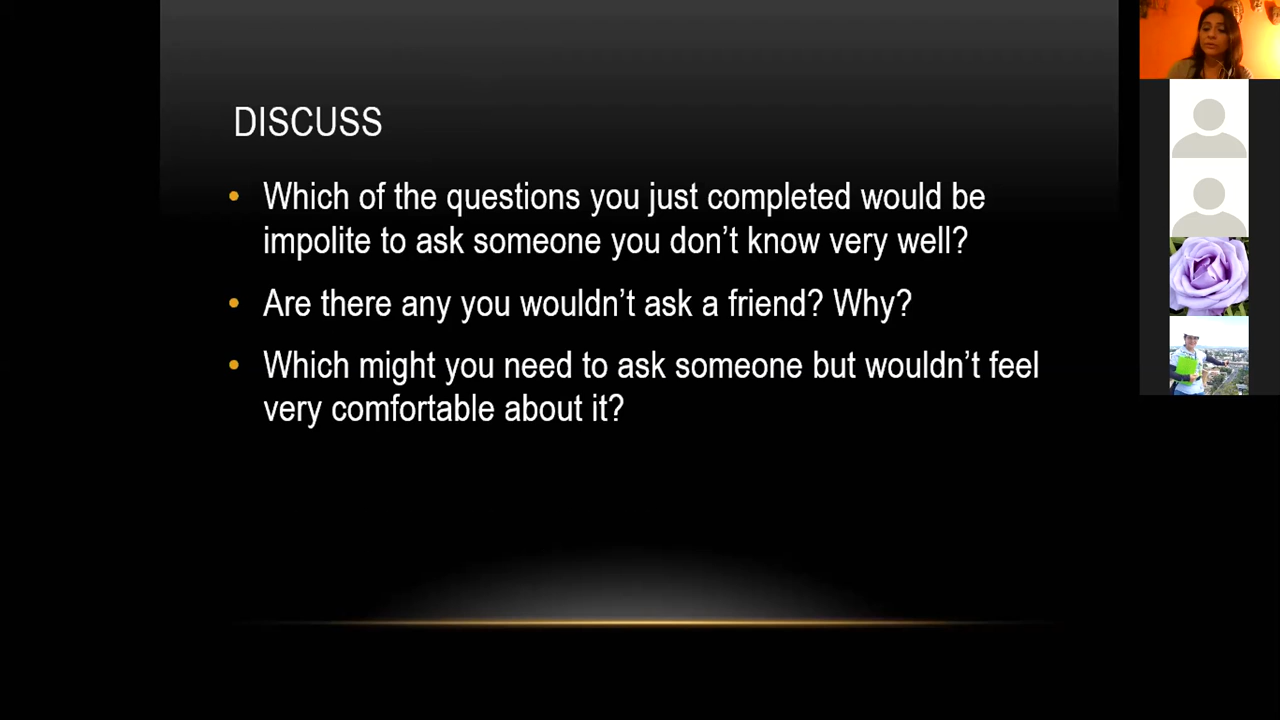 DISCUSS
• Which of the questions you just completed would be
impolite to ask someone you don’t know very well?
• Are there any you wouldn’t ask a friend? Why?
• Which might you need to ask someone but wouldn’t feel
very comfortable about it?